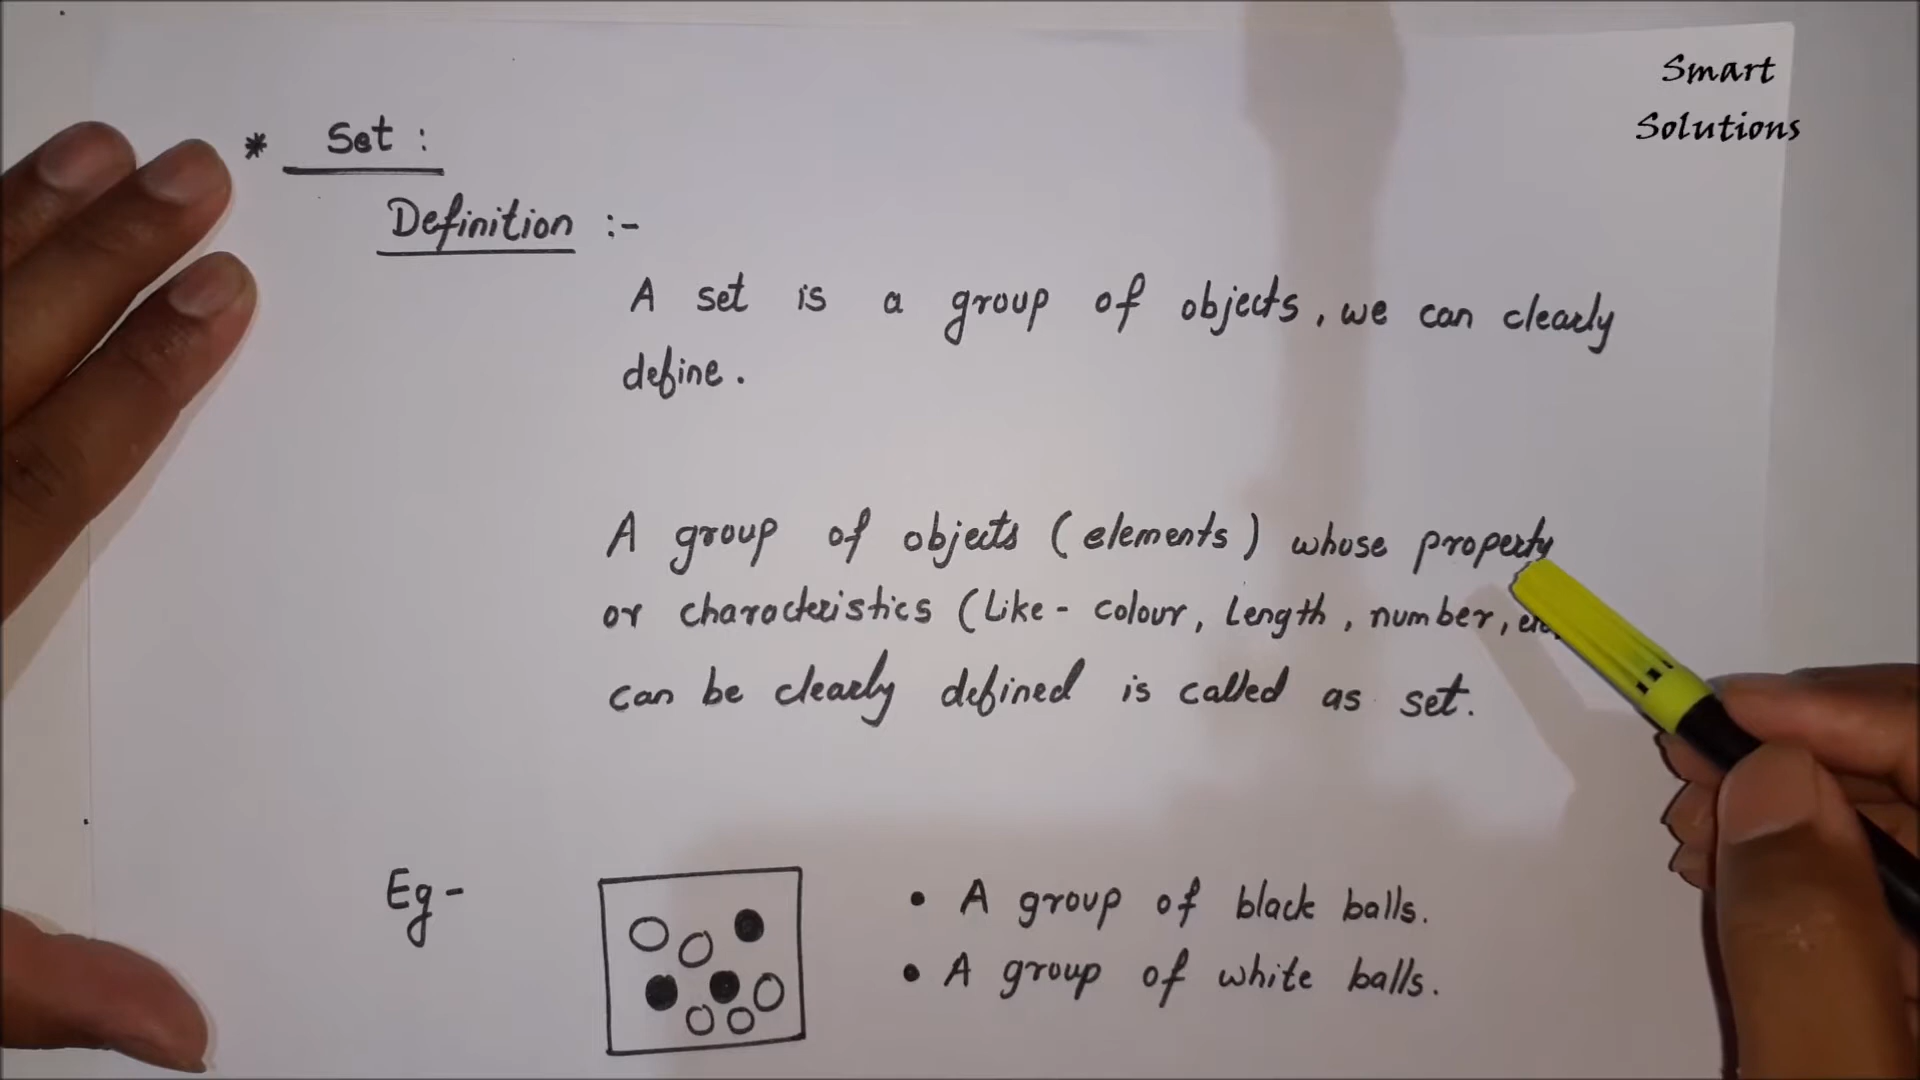 Smart
Solutions
* Set :
Definition :-
A set is a group of objects, we can clearly
define.
A group of objects (elements) whose property
or charocteristics (Like - colour, Length, number,
can be clearly defined is called as set.
Eg -
• A group of black balls.
• A group of white balls.